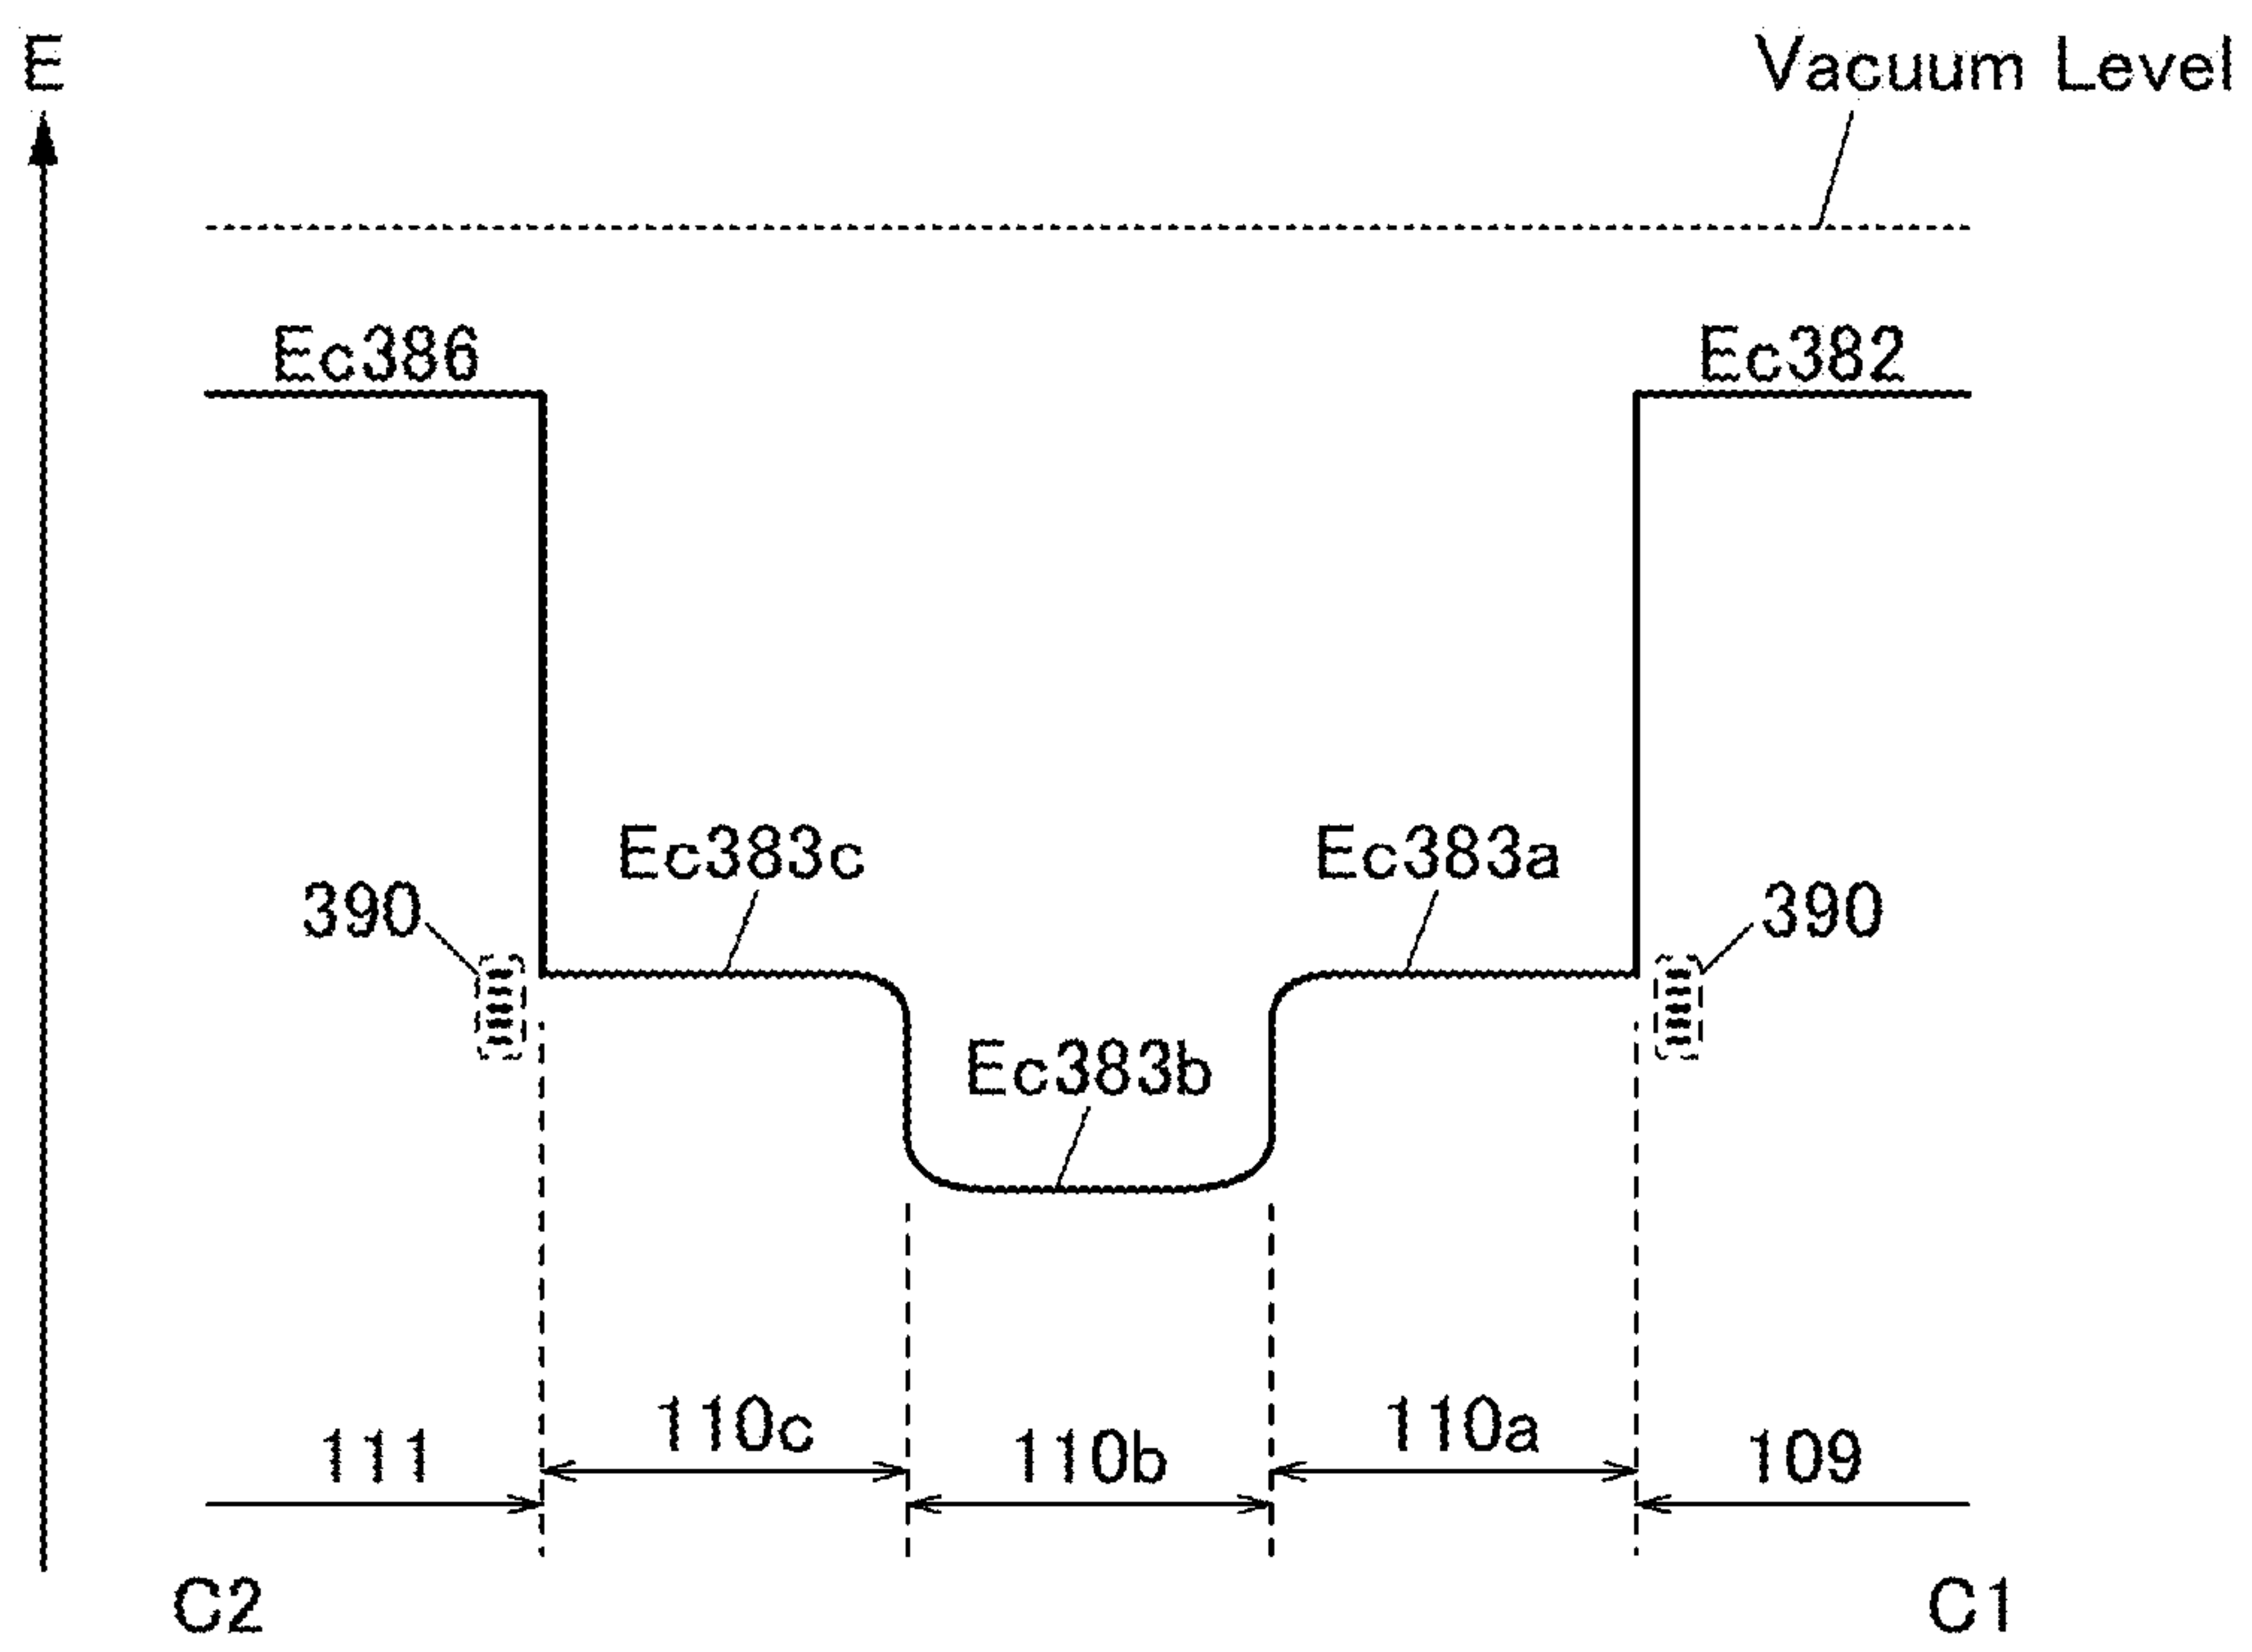 E
Vacuum Level
Ec386
Ec382
Ec383c
Ec383a
390
390
Ec383b
111
110c
110b
110a
109
C2
C1